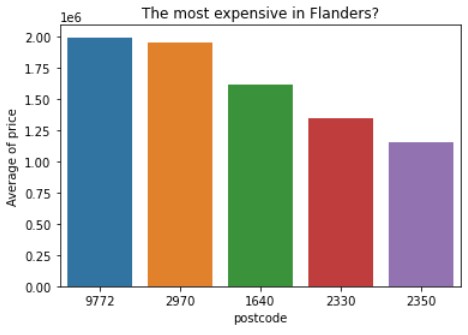 The most expensive in Flanders?
1e6
2.00
1.75
1.50
1.25
1.00
0.75
0.50
0.25
0.00
Average of price
9772 2970 1640 2330 2350
postcode